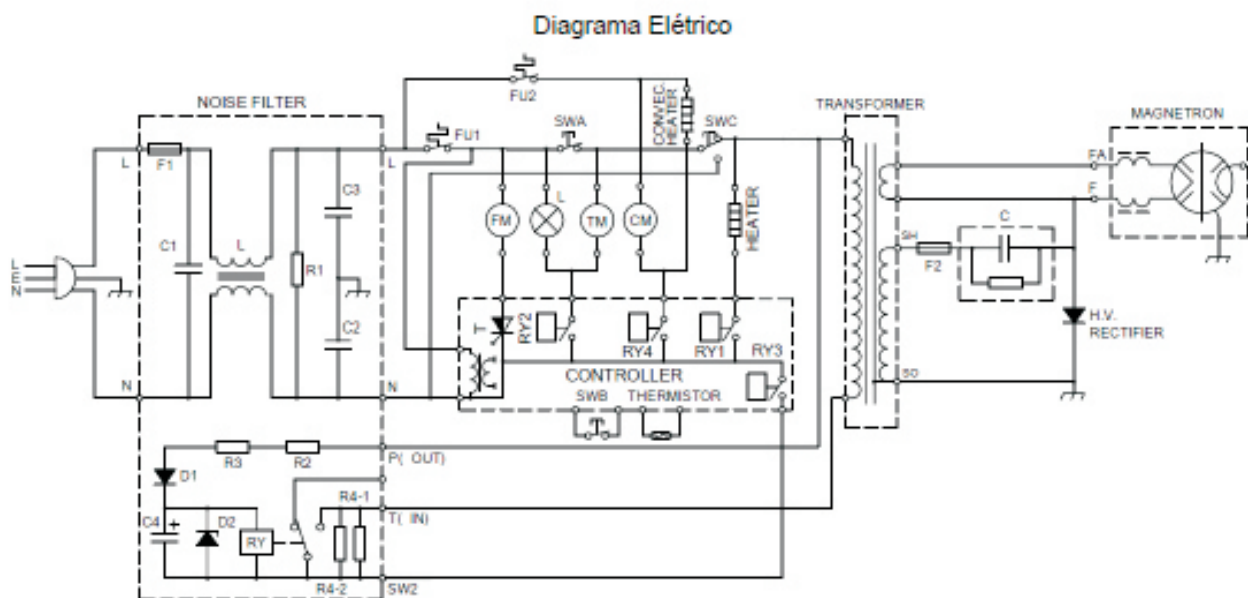 Diagrama Elétrico
NOISE FILTER
FU2
CONVEC.
HEATER
TRANSFORMER
MAGNETRON
FU1
SWA
SWC
L
F1
L
FA
F
C1
L
C3
R1
C2
FM
L
TM
CM
HEATER
SH
F2
C
L
E
N
H.V.
RECTIFIER
T
RY2
RY4
RY1
RY3
N
N
CONTROLLER
SWB
THERMISTOR
R3
R2
P( OUT)
D1
R4-1
T( IN)
C4
+
D2
RY
R4-2
SW2